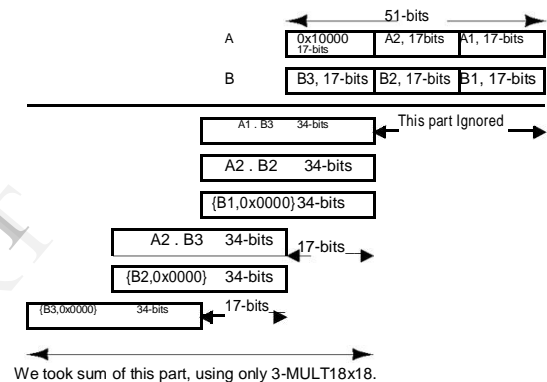 51-bits
A 0x10000 17-bits A2, 17bits A1, 17-bits
B B3, 17-bits B2, 17-bits B1, 17-bits
A1 . B3 34-bits This part Ignored
A2 . B2 34-bits
{B1,0x0000} 34-bits
A2 . B3 34-bits 17-bits
{B2,0x0000} 34-bits
{B3,0x0000} 34-bits 17-bits
We took sum of this part, using only 3-MULT18x18.